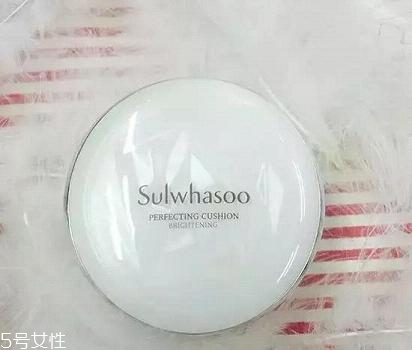 Sulwhasoo
PERFECTING CUSHION
BRIGHTENING
5号女性